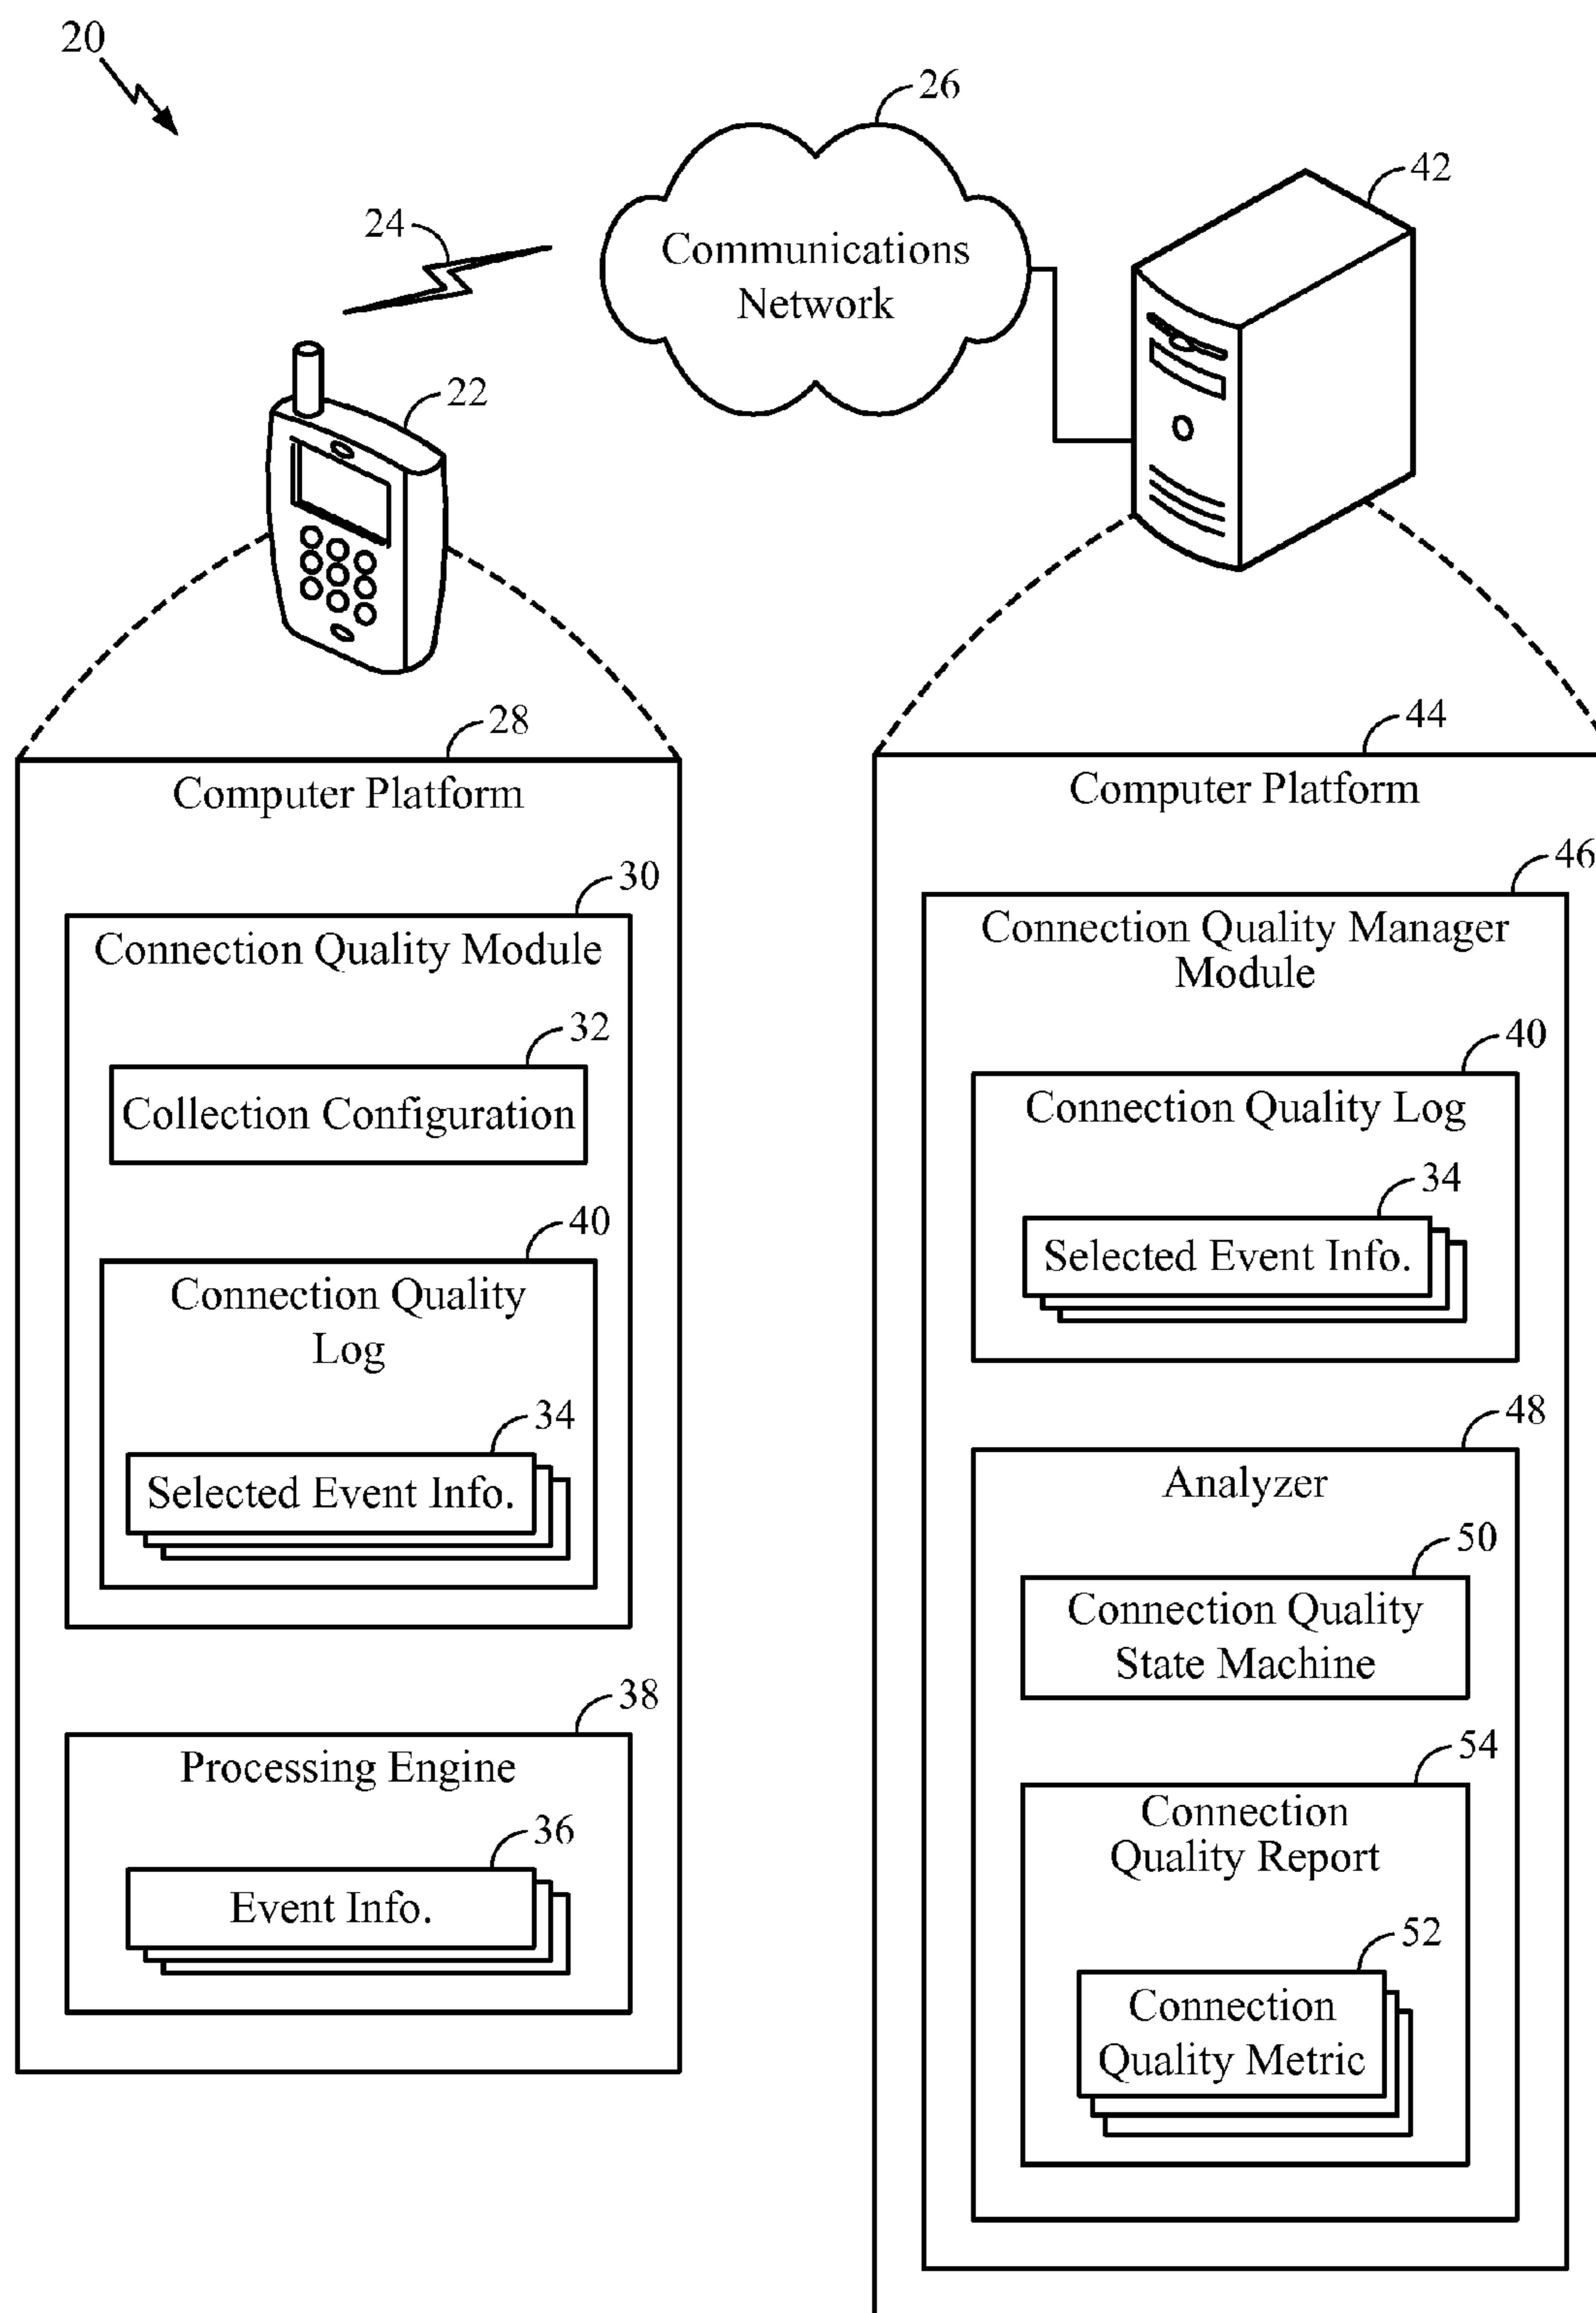 20
26
42
24
Communications
Network
22
28
Computer Platform
30
Connection Quality Module
32
Collection Configuration
40
Connection Quality
Log
34
Selected Event Info.
38
Processing Engine
36
Event Info.
44
Computer Platform
46
Connection Quality Manager
Module
40
Connection Quality Log
34
Selected Event Info.
48
Analyzer
50
Connection Quality
State Machine
54
Connection
Quality Report
52
Connection
Quality Metric